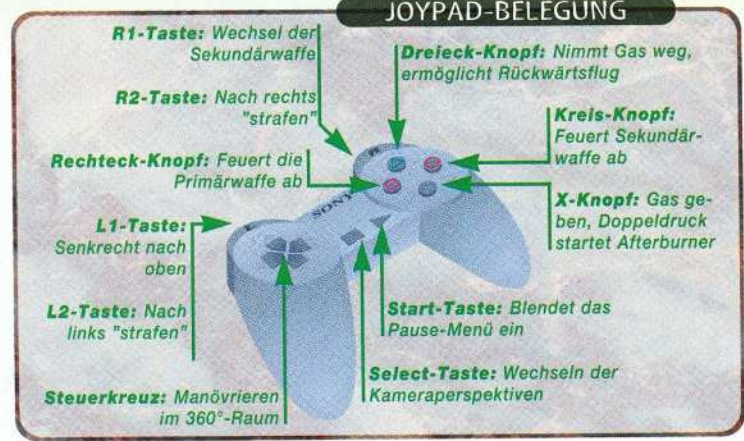 JOYPAD-BELEGUNG
R1-Taste: Wechsel der
Sekundärwaffe
Dreieck-Knopf: Nimmt Gas weg,
ermöglicht Rückwärtsflug
R2-Taste: Nach rechts
"strafen"
Kreis-Knopf:
Feuert Sekundär-
waffe ab
Rechteck-Knopf: Feuert die
Primärwaffe ab
X-Knopf: Gas ge-
ben, Doppeldruck
startet Afterburner
SONY
L1-Taste:
Senkrecht nach
oben
L2-Taste: Nach
links "strafen"
Start-Taste: Blendet das
Pause-Menü ein
Select-Taste: Wechseln der
Kameraperspektiven
Steuerkreuz: Manövrieren
im 360°-Raum